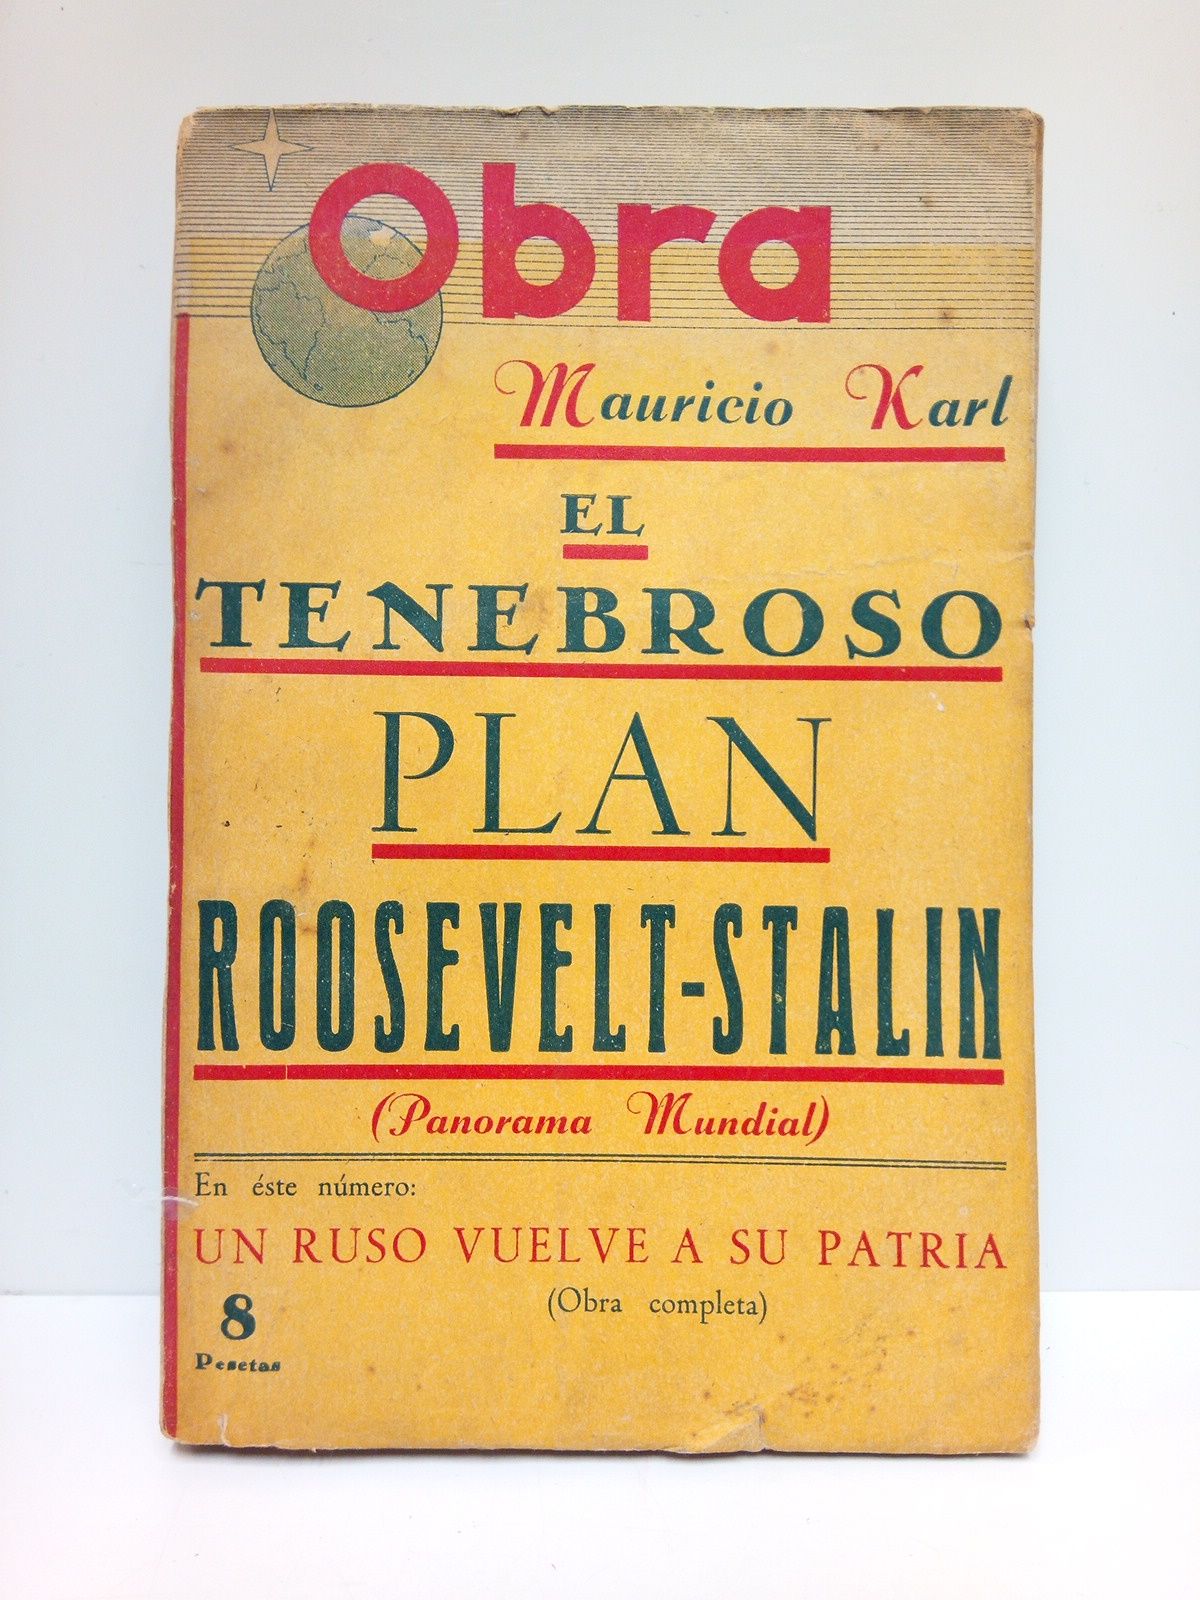 Obra
Mauricio Karl
EL
TENEBROSO
PLAN
ROOSEVELT-STALIN
(Panorama Mundial)
En éste número:
UN RUSO VUELVE A SU PATRIA
(Obra completa)
8
Pesetas